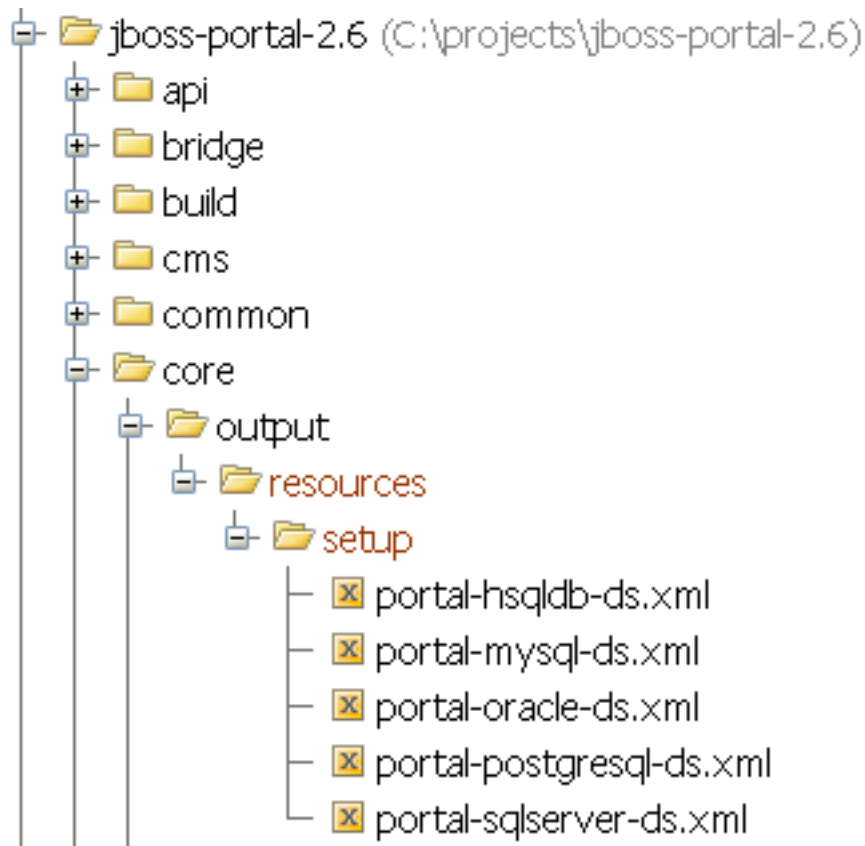 jboss-portal-2.6 (C:\projects\jboss-portal-2.6)
api
bridge
build
cms
common
core
output
resources
setup
portal-hsqldb-ds.xml
portal-mysql-ds.xml
portal-oracle-ds.xml
portal-postgresql-ds.xml
portal-sqlserver-ds.xml